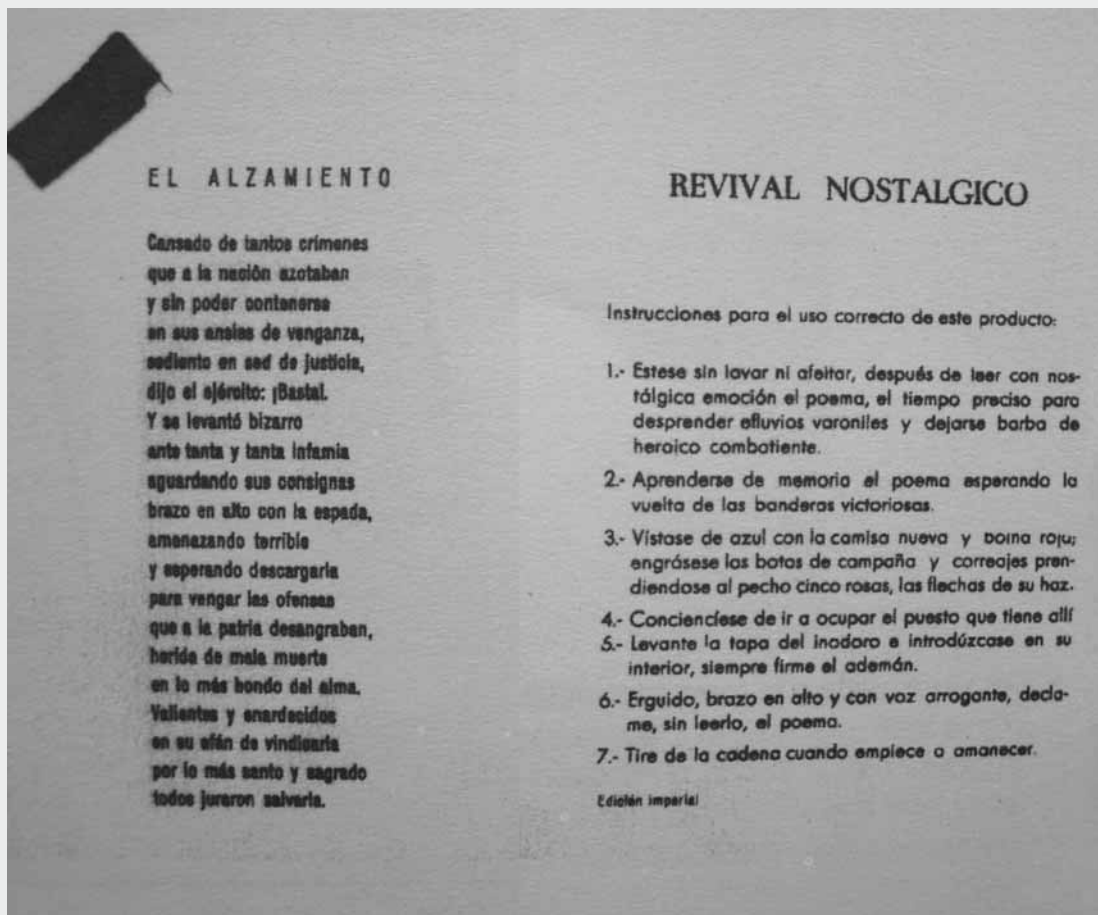 EL ALZAMIENTO
Cansado de tantos crímenes
que a la nación azotaban
y sin poder contenerse
en sus ansias de venganza,
sediento en sed de justicia,
dijo el ejército: ¡Basta!.
Y se levantó bizarro
ante tanta y tanta infamia
aguardando sus consignas
brazo en alto con la espada,
amenazando terrible
y esperando descargarla
para vengar las ofensas
que a la patria desangraban,
herida de mala muerte
en lo más hondo del alma.
Valientes y enardecidos
en su afán de vindicarla
por lo más santo y sagrado
todos juraron salvarla.
REVIVAL NOSTALGICO
Instrucciones para el uso correcto de este producto:
1.- Estese sin lavar ni afeitar, después de leer con nos-
tálgica emoción el poema, el tiempo preciso para
desprender efluvios varoniles y dejarse barba de
heroico combatiente.
2.- Aprenderse de memoria el poema esperando la
vuelta de las banderas victoriosas.
3.- Vístase de azul con la camisa nueva y boina roja;
engrásese las botas de campaña y correajes pren-
diendose al pecho cinco rosas, las flechas de su haz.
4.- Conciencíese de ir a ocupar el puesto que tiene allí
5.- Levante la tapa del inodoro e introdúzcase en su
interior, siempre firme el ademán.
6.- Erguido, brazo en alto y con voz arrogante, decla-
me, sin leerlo, el poema.
7.- Tire de la cadena cuando empiece a amanecer.
Edición imperial